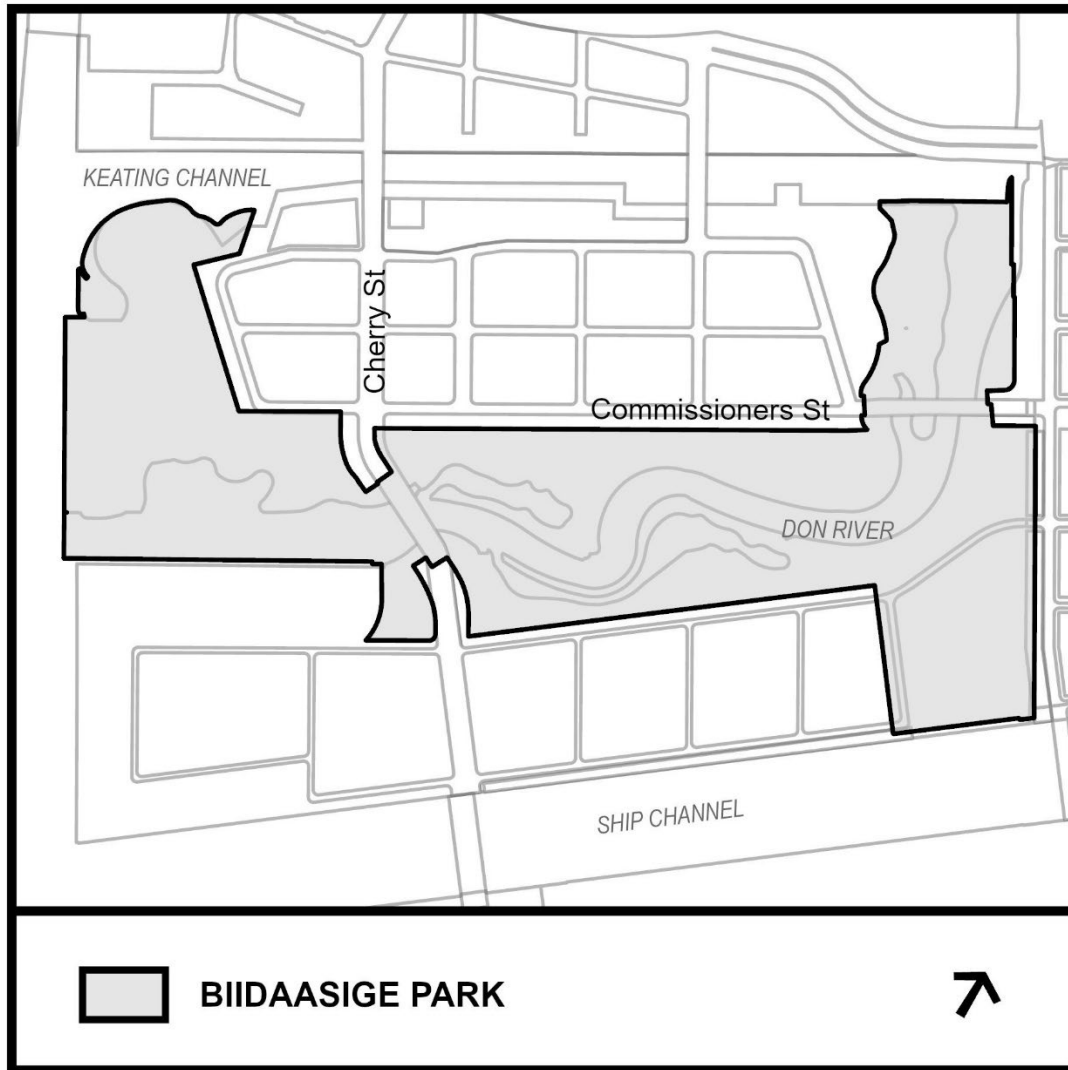 KEATING CHANNEL
Cherry St
Commissioners St
DON RIVER
SHIP CHANNEL
BIIDAASIGE PARK